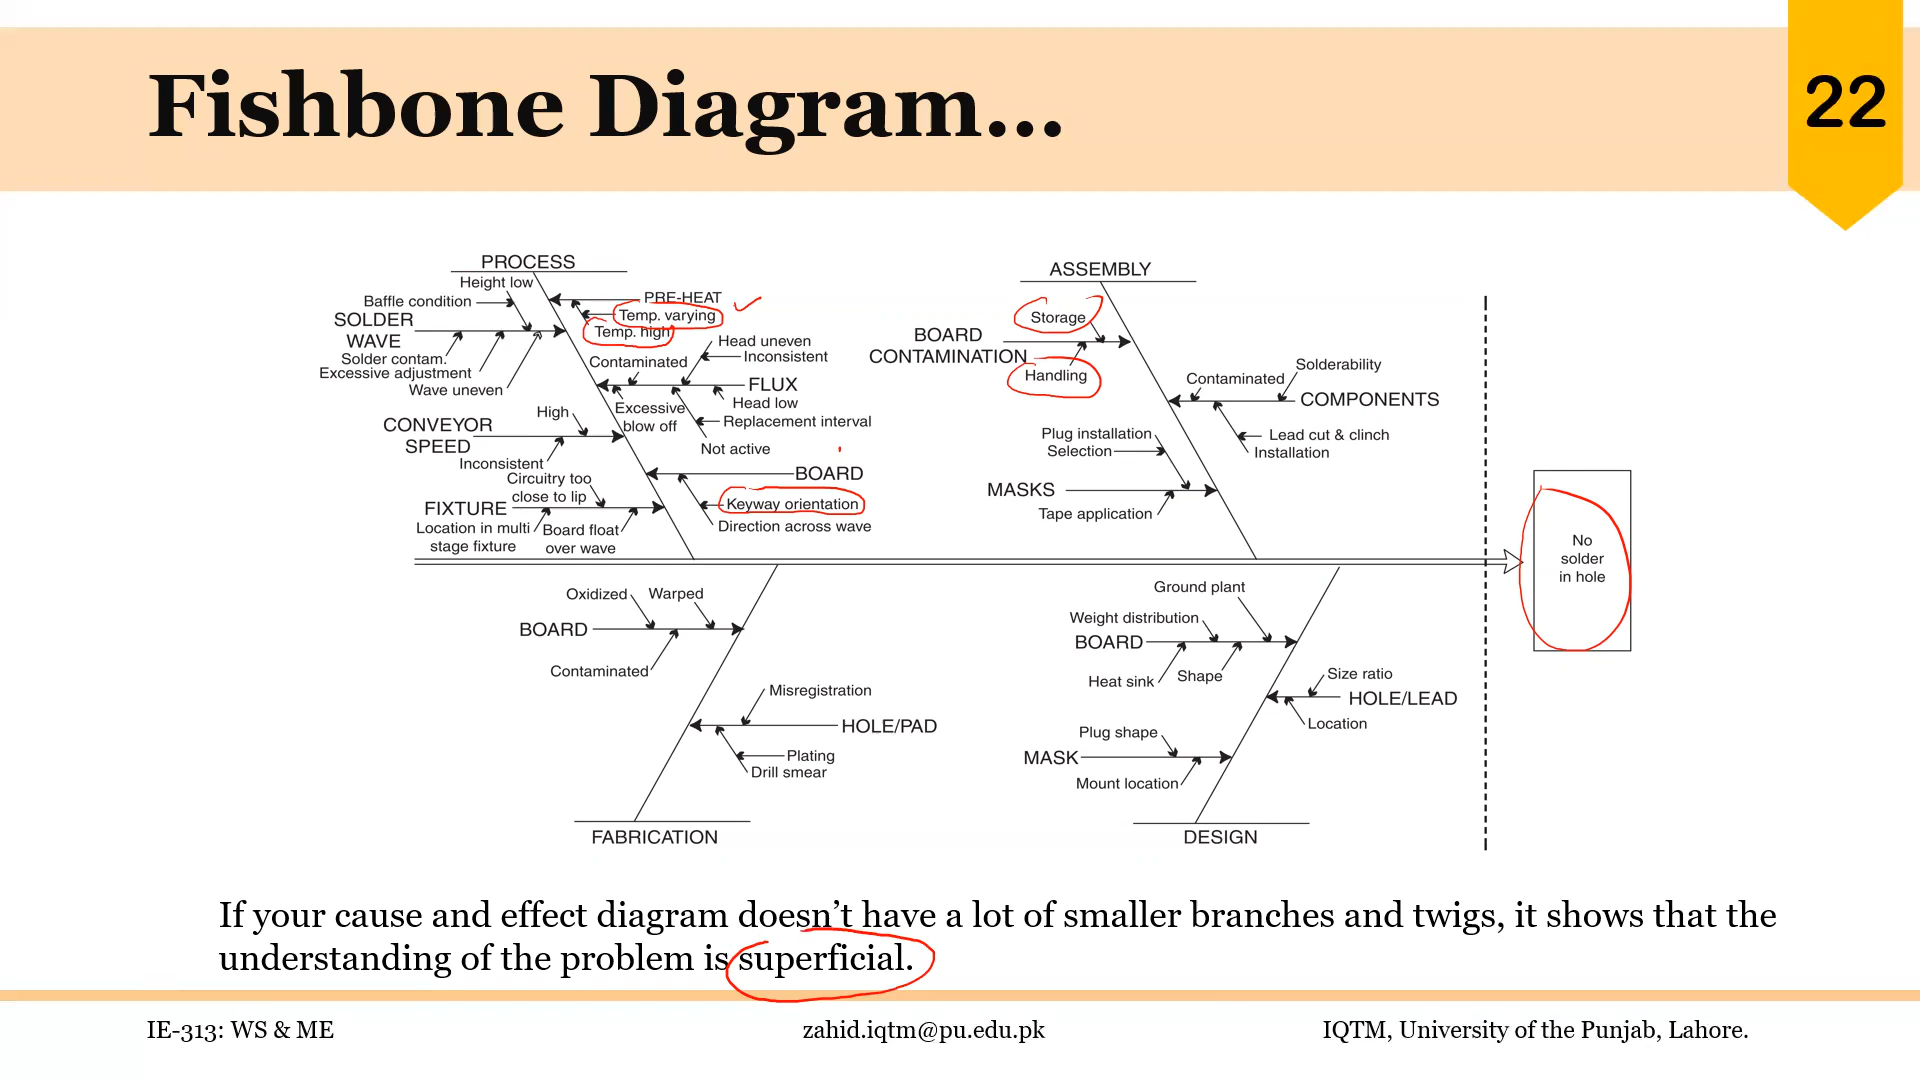 Fishbone Diagram...
22
PROCESS
Height low
Baffle condition
SOLDER
WAVE
Solder contam.
Excessive adjustment
Wave uneven
PRE-HEAT
Temp. varying
Temp. high
Head uneven
Inconsistent
Contaminated
FLUX
Head low
Excessive
blow off
Replacement interval
Not active
High
CONVEYOR
SPEED
Inconsistent
BOARD
Keyway orientation
Direction across wave
Circuitry too
close to lip
FIXTURE
Location in multi
stage fixture
Board float
over wave
ASSEMBLY
Storage
BOARD
CONTAMINATION
Handling
Solderability
Contaminated
COMPONENTS
Lead cut & clinch
Installation
Plug installation
Selection
MASKS
Tape application
No
solder
in hole
Oxidized
Warped
BOARD
Contaminated
Misregistration
HOLE/PAD
Plating
Drill smear
FABRICATION
Ground plant
Weight distribution
BOARD
Heat sink
Shape
Size ratio
HOLE/LEAD
Location
Plug shape
MASK
Mount location
DESIGN
If your cause and effect diagram doesn’t have a lot of smaller branches and twigs, it shows that the
understanding of the problem is superficial.
IE-313: WS & ME
zahid.iqtm@pu.edu.pk
IQTM, University of the Punjab, Lahore.